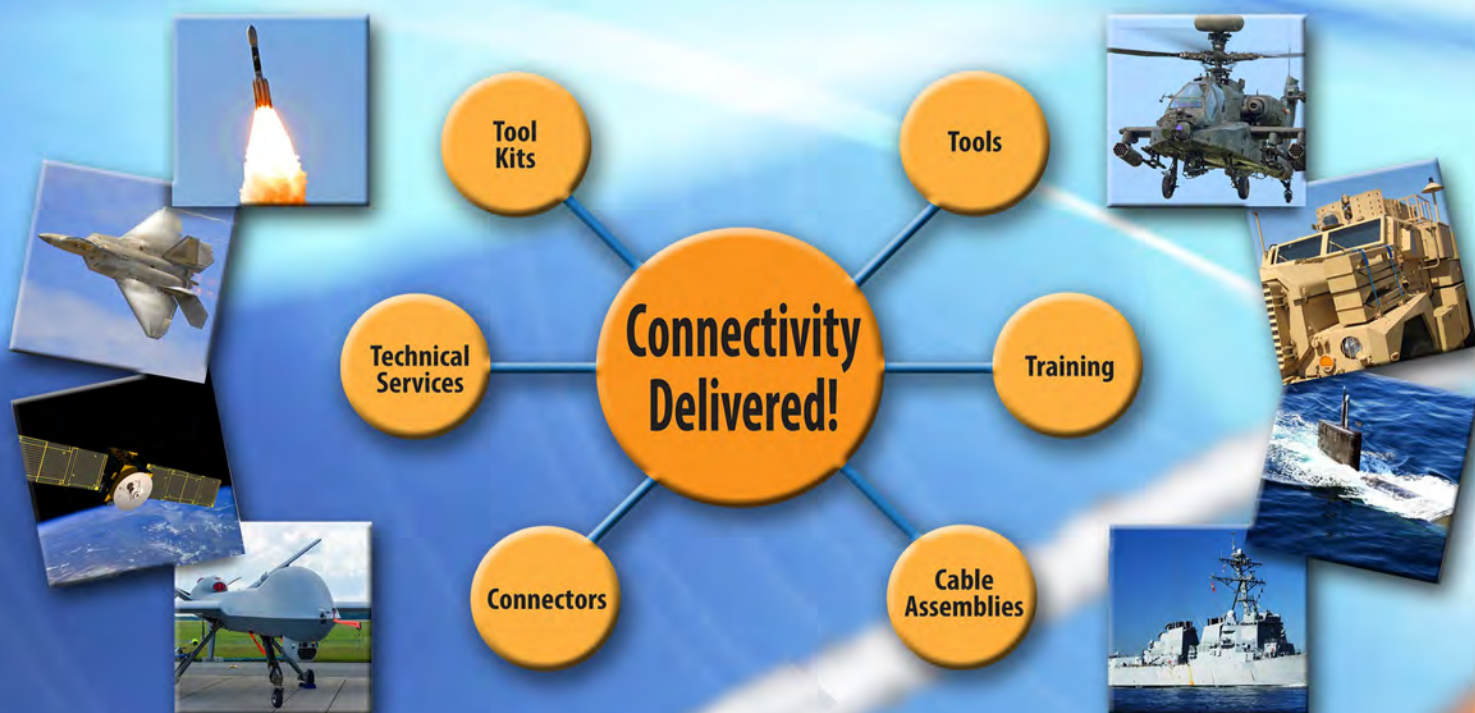 Tool
Kits
Tools
Connectivity
Delivered!
Technical
Services
Training
Connectors
Cable
Assemblies